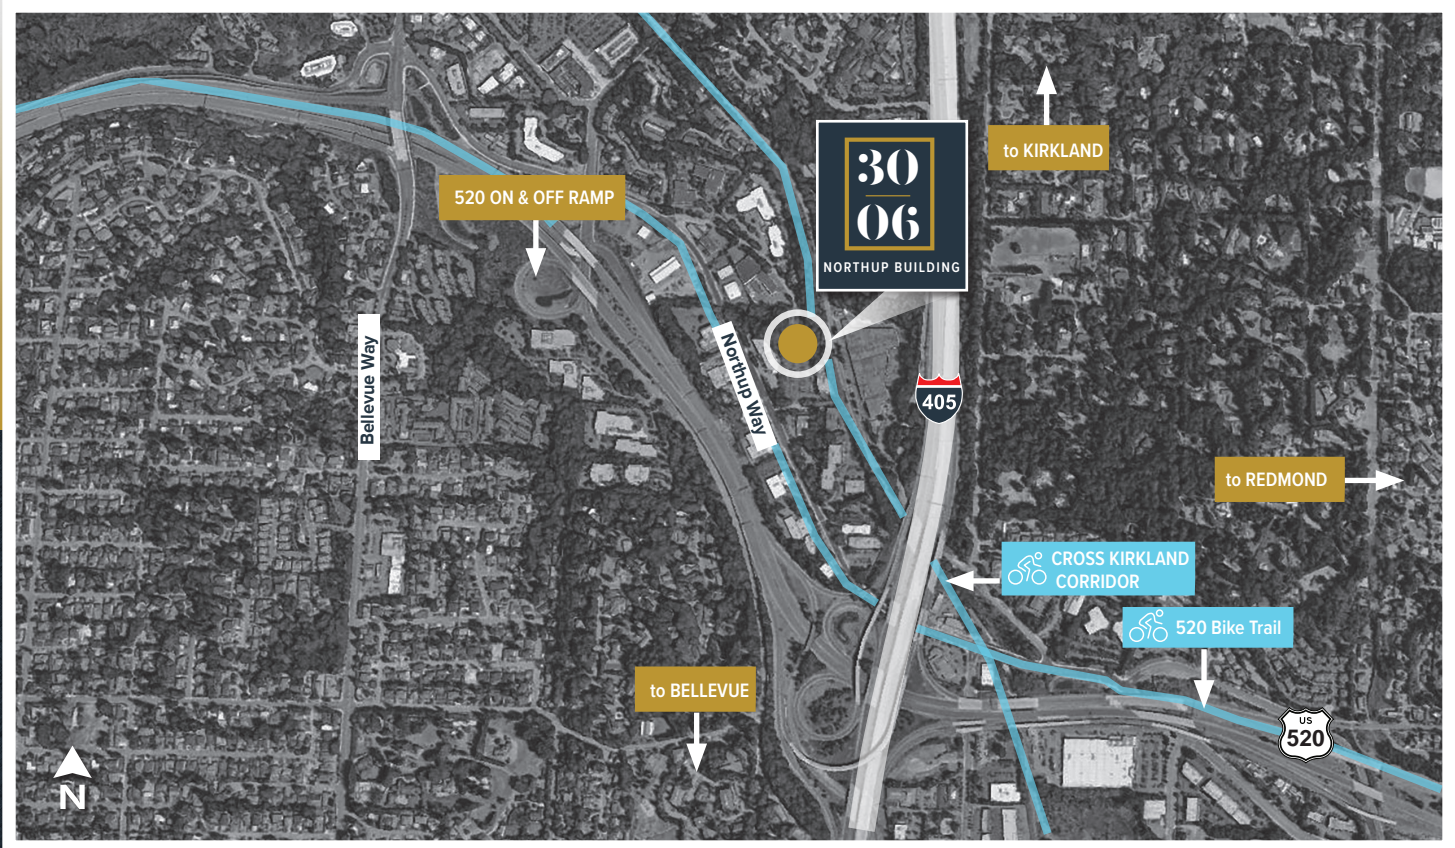 to KIRKLAND
30
06
NORTHUP BUILDING
520 ON & OFF RAMP
Bellevue Way
Northup Way
405
to REDMOND
CROSS KIRKLAND
CORRIDOR
520 Bike Trail
to BELLEVUE
US
520
N